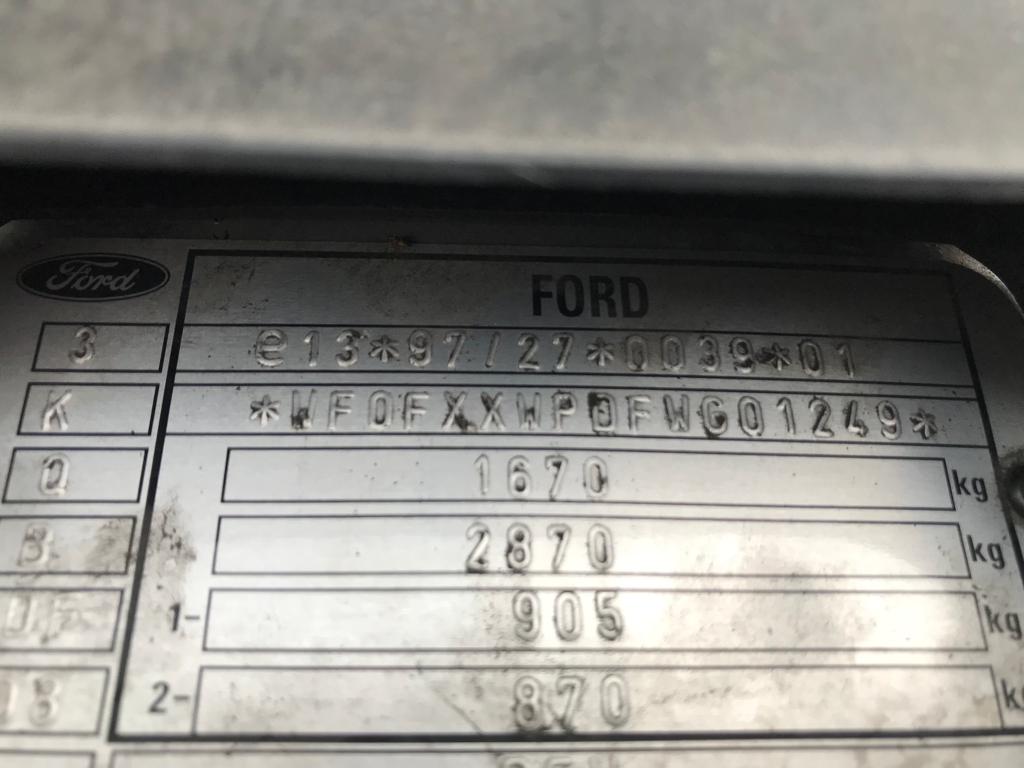 Ford FORD
3 e13*97/27*0039*01
K *WF0FXXWPDFWG01249*
Q 1670 kg
B 2870 kg
1- 905 kg
2- 870